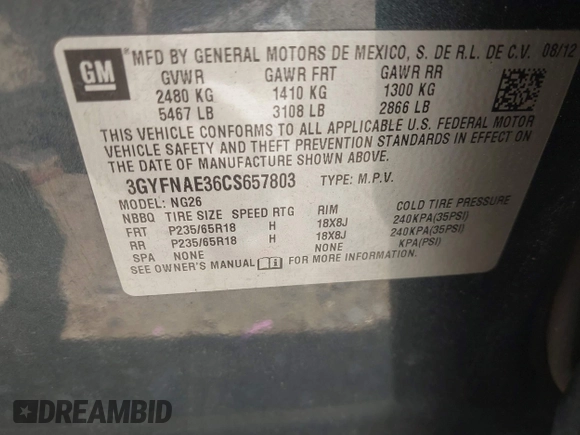 GM
MFD BY GENERAL MOTORS DE MEXICO, S. DE R.L. DE C.V. 08/12
GVWR GAWR FRT GAWR RR
2480 KG 1410 KG 1300 KG
5467 LB 3108 LB 2866 LB
THIS VEHICLE CONFORMS TO ALL APPLICABLE U.S. FEDERAL MOTOR
VEHICLE SAFETY AND THEFT PREVENTION STANDARDS IN EFFECT ON
THE DATE OF MANUFACTURE SHOWN ABOVE.
3GYFNAE36CS657803 TYPE: M.P.V.
MODEL: NG26
NBBQ TIRE SIZE SPEED RTG RIM COLD TIRE PRESSURE
FRT P235/65R18 H 18X8J 240KPA(35PSI)
RR P235/65R18 H 18X8J 240KPA(35PSI)
SPA NONE NONE KPA(PSI)
SEE OWNER'S MANUAL FOR MORE INFORMATION.
DREAMBID